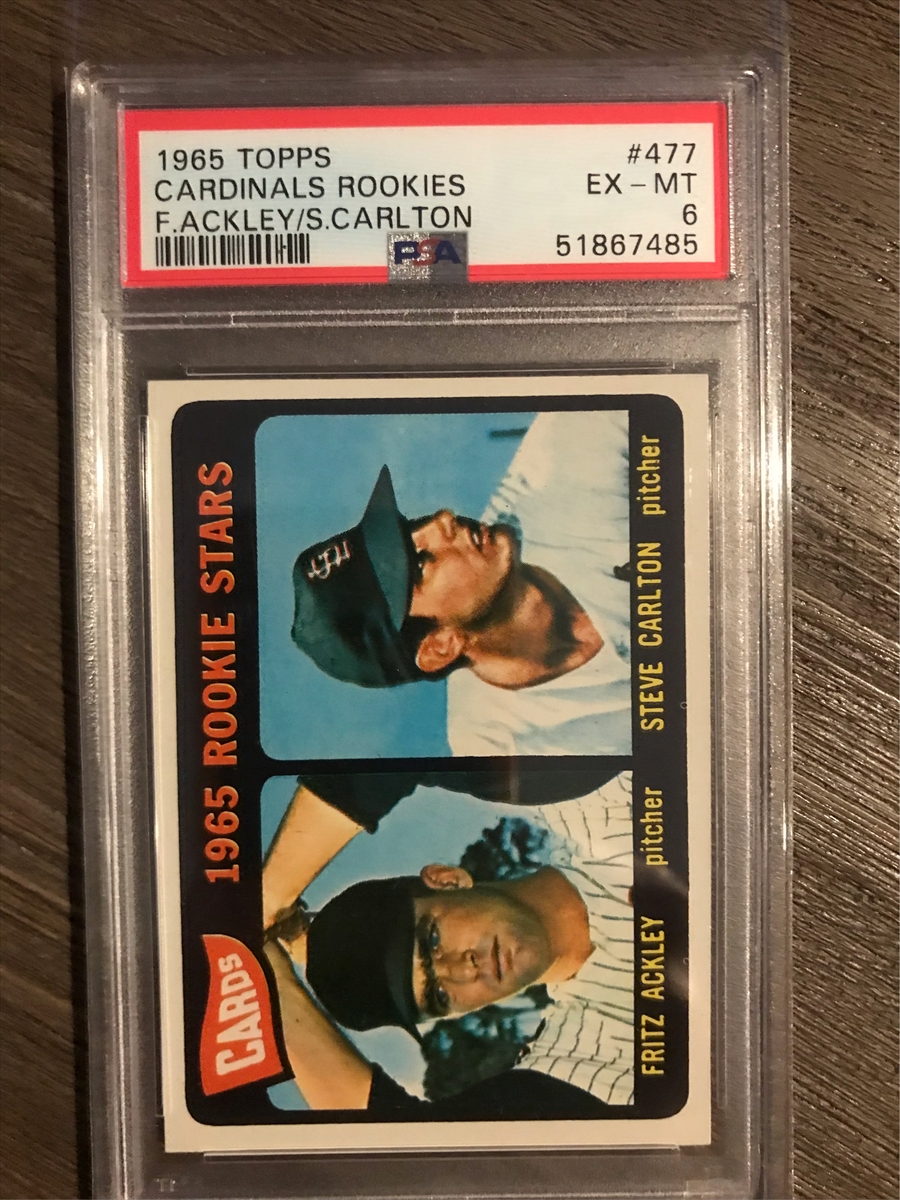 1965 TOPPS #477
CARDINALS ROOKIES EX - MT
F.ACKLEY/S.CARLTON 6
PSA 51867485
CARDS 1965 ROOKIE STARS
FRITZ ACKLEY pitcher STEVE CARLTON pitcher